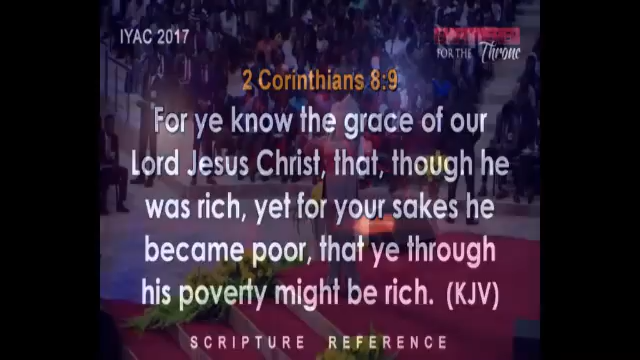 IYAC 2017
FOR THE Throne
2 Corinthians 8:9
For ye know the grace of our
Lord Jesus Christ, that, though he
was rich, yet for your sakes he
became poor, that ye through
his poverty might be rich. (KJV)
SCRIPTURE REFERENCE